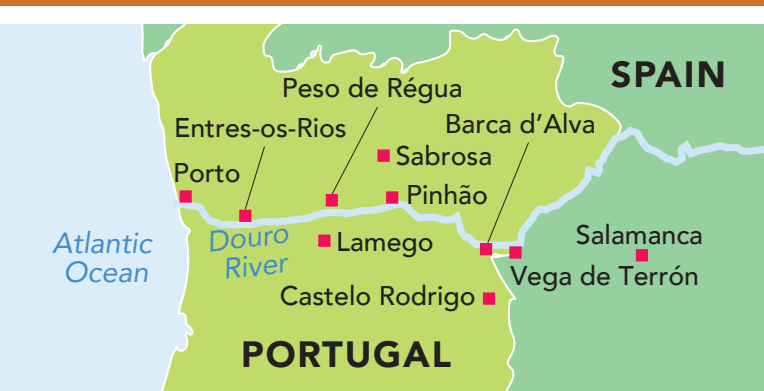 SPAIN
Peso de Régua
Entres-os-Rios
Barca d’Alva
Sabrosa
Porto
Pinhão
Atlantic
Ocean
Douro
River
Lamego
Salamanca
Vega de Terrón
Castelo Rodrigo
PORTUGAL